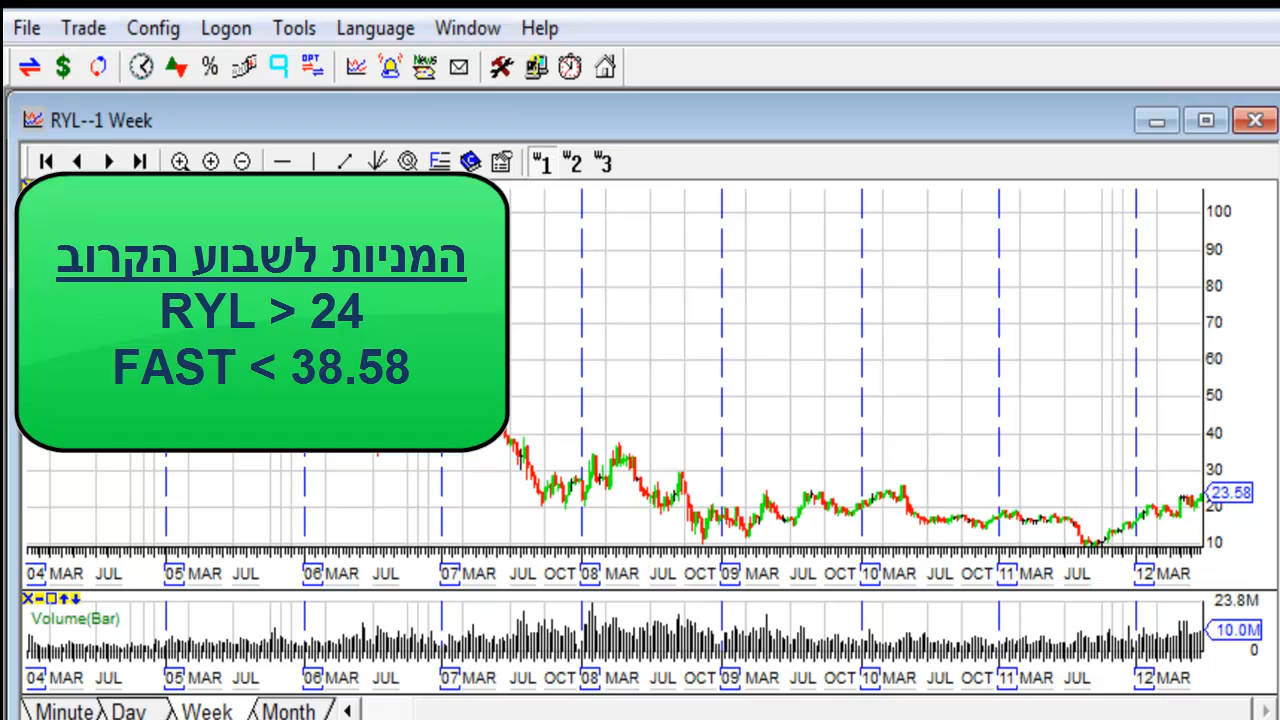 File Trade Config Logon Tools Language Window Help
$ % OPT News
RYL--1 Week
F C w1 w2 w3
המניות לשבוע הקרוב
RYL > 24
FAST < 38.58
100
90
80
70
60
50
40
30
23.58
20
10
04 MAR JUL 05 MAR JUL 06 MAR JUL 07 MAR JUL OCT 08 MAR JUL OCT 09 MAR JUL OCT 10 MAR JUL OCT 11 MAR JUL 12 MAR
Volume(Bar)
23.8M
10.0M
0
04 MAR JUL 05 MAR JUL 06 MAR JUL 07 MAR JUL OCT 08 MAR JUL OCT 09 MAR JUL OCT 10 MAR JUL OCT 11 MAR JUL 12 MAR
Minute Day Week Month